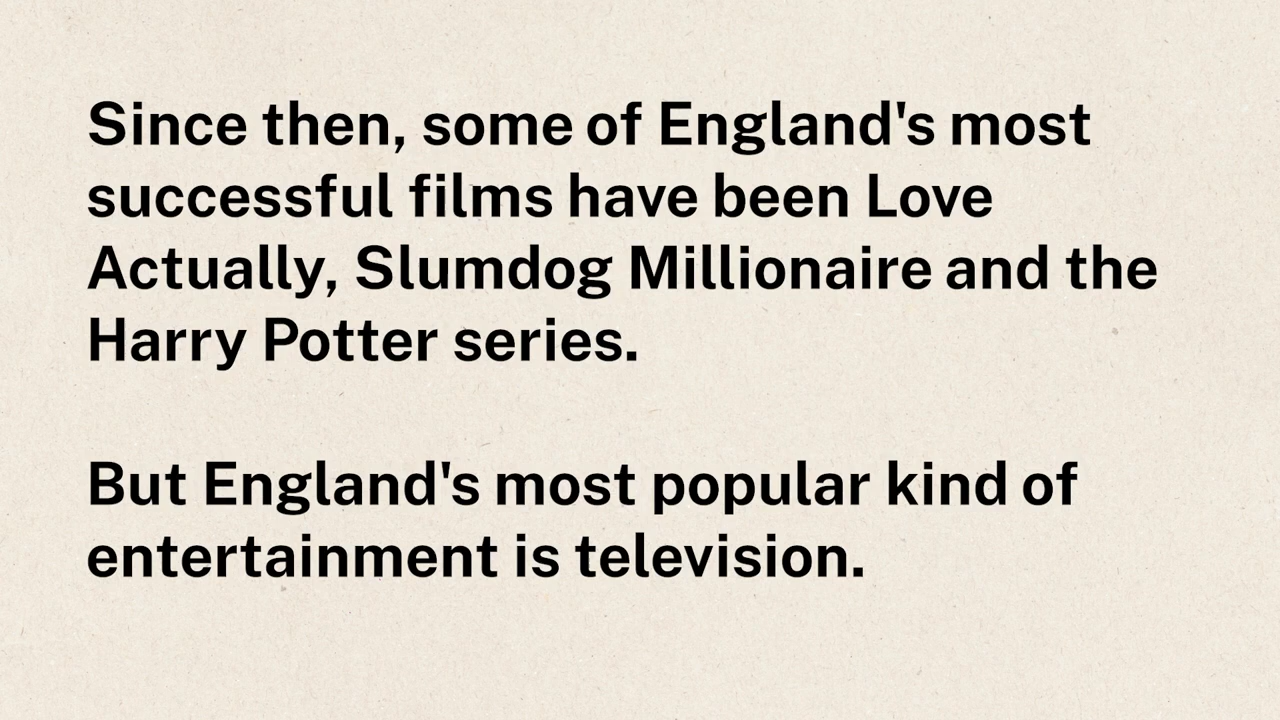 Since then, some of England's most
successful films have been Love
Actually, Slumdog Millionaire and the
Harry Potter series.
But England's most popular kind of
entertainment is television.